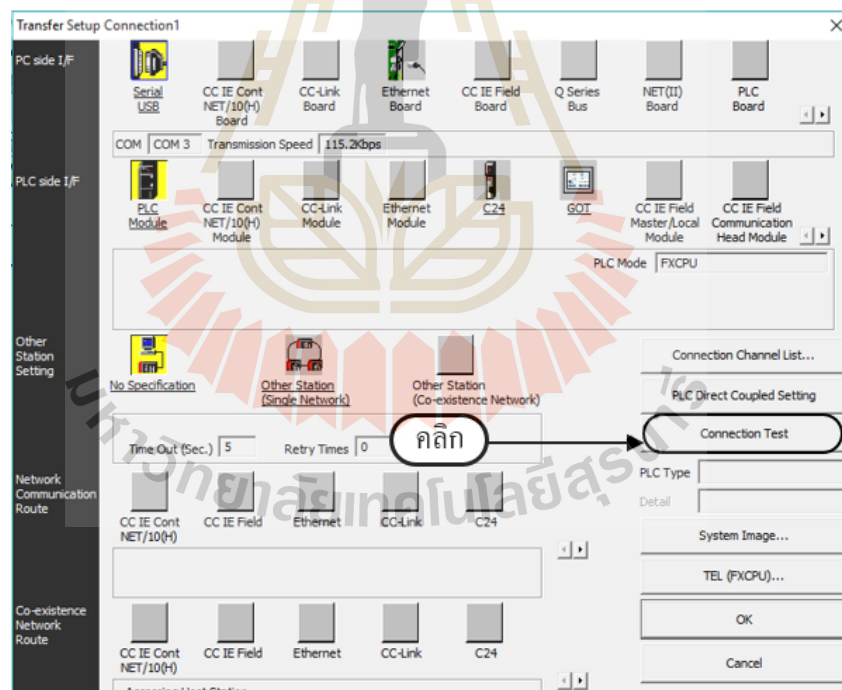 Transfer Setup Connection1
PC side I/F
Serial
USB
CC IE Cont
NET/10(H)
Board
CC-Link
Board
Ethernet
Board
CC IE Field
Board
Q Series
Bus
NET(II)
Board
PLC
Board
COM COM 3 Transmission Speed 115.2Kbps
PLC side I/F
PLC
Module
CC IE Cont
NET/10(H)
Module
CC-Link
Module
Ethernet
Module
C24
GOT
CC IE Field
Master/Local
Module
CC IE Field
Communication
Head Module
PLC Mode FXCPU
Other
Station
Setting
No Specification
Other Station
(Single Network)
Other Station
(Co-existence Network)
Connection Channel List...
PLC Direct Coupled Setting
Time Out (Sec.) 5 Retry Times 0
คลิก
Connection Test
PLC Type
Detail
มหาวิทยาลัยเทคโนโลยีสุรนารี
Network
Communication
Route
CC IE Cont
NET/10(H)
CC IE Field
Ethernet
CC-Link
C24
System Image...
TEL (FXCPU)...
OK
Cancel
Co-existence
Network
Route
CC IE Cont
NET/10(H)
CC IE Field
Ethernet
CC-Link
C24
Accessing Host Station